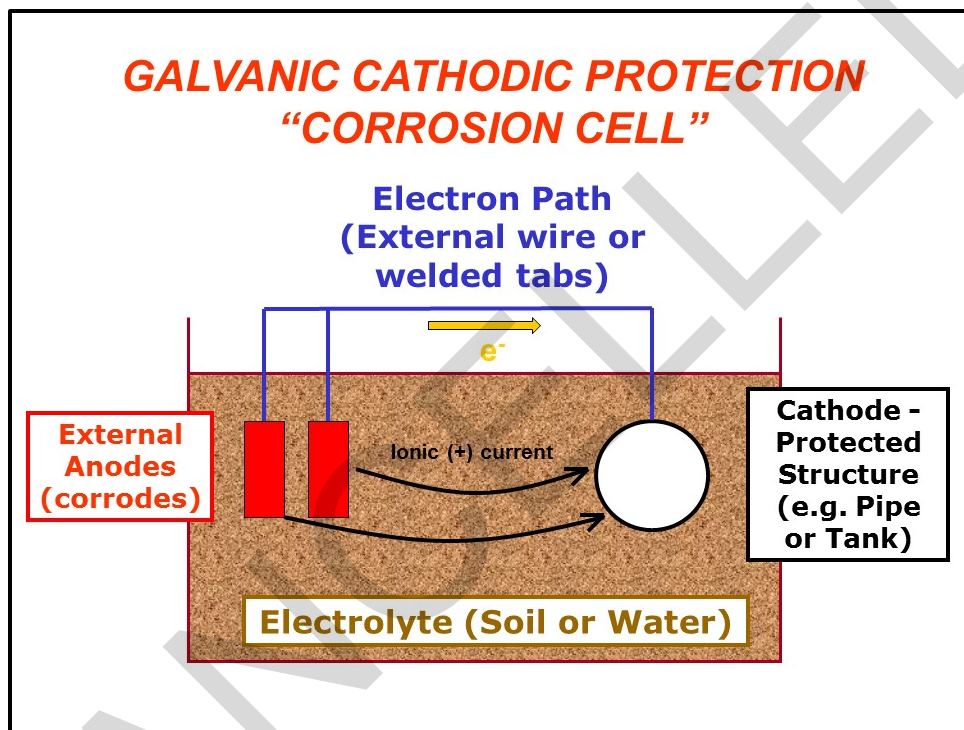 GALVANIC CATHODIC PROTECTION
“CORROSION CELL”
Electron Path
(External wire or
welded tabs)
e-
External
Anodes
(corrodes)
Ionic (+) current
Cathode -
Protected
Structure
(e.g. Pipe
or Tank)
Electrolyte (Soil or Water)